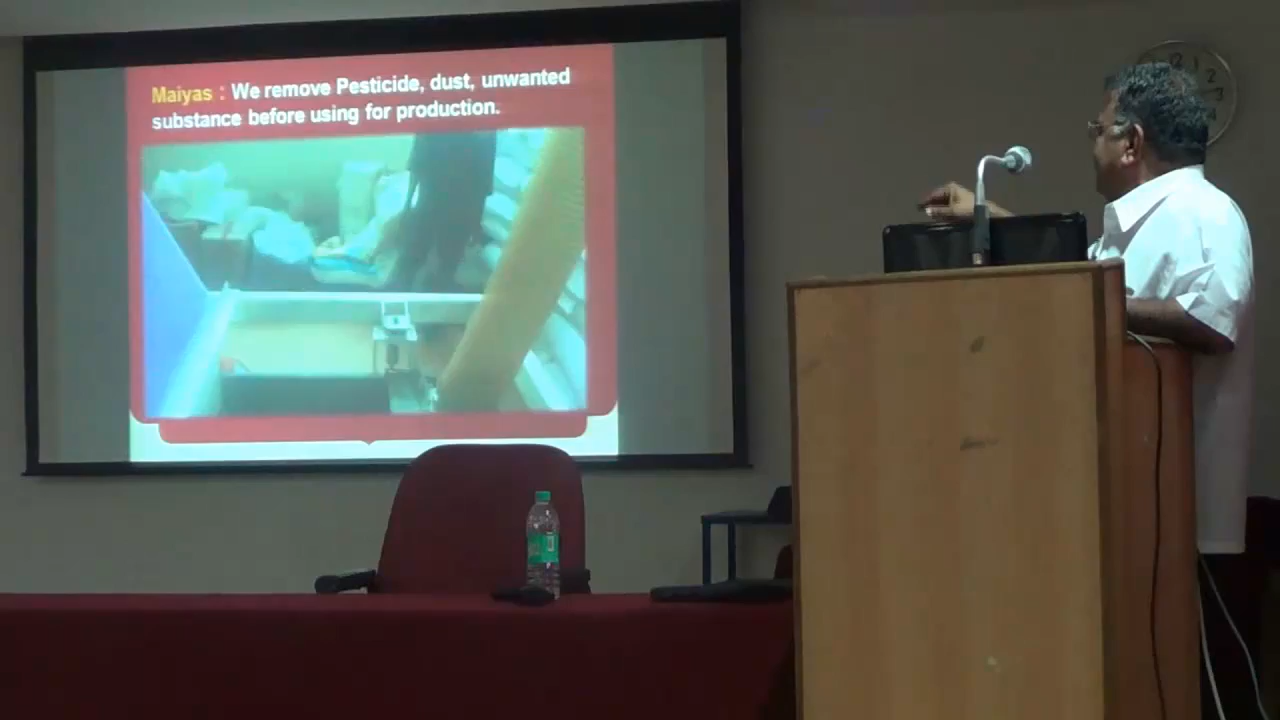 Maiyas : We remove Pesticide, dust, unwanted
substance before using for production.